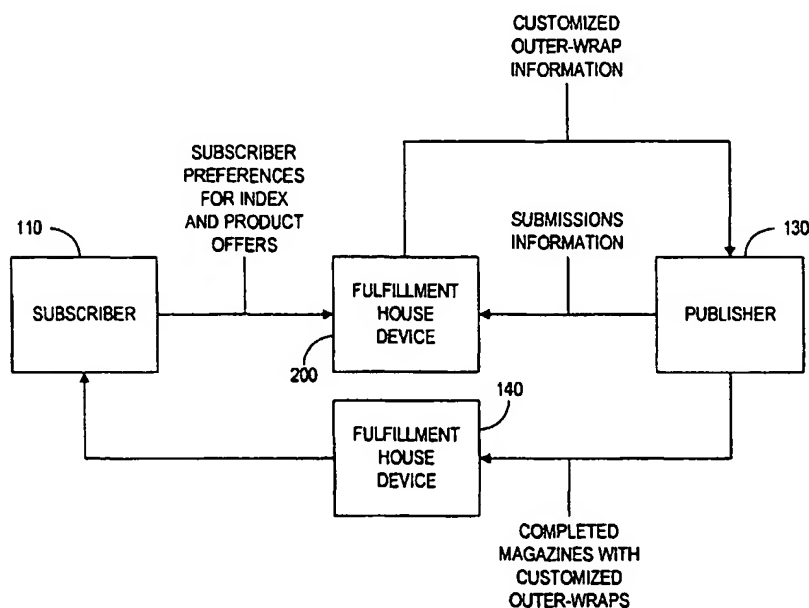 CUSTOMIZED
OUTER-WRAP
INFORMATION
SUBSCRIBER
PREFERENCES
FOR INDEX
AND PRODUCT
OFFERS
SUBMISSIONS
INFORMATION
110
130
SUBSCRIBER
FULFILLMENT
HOUSE
DEVICE
PUBLISHER
200
140
FULFILLMENT
HOUSE
DEVICE
COMPLETED
MAGAZINES WITH
CUSTOMIZED
OUTER-WRAPS